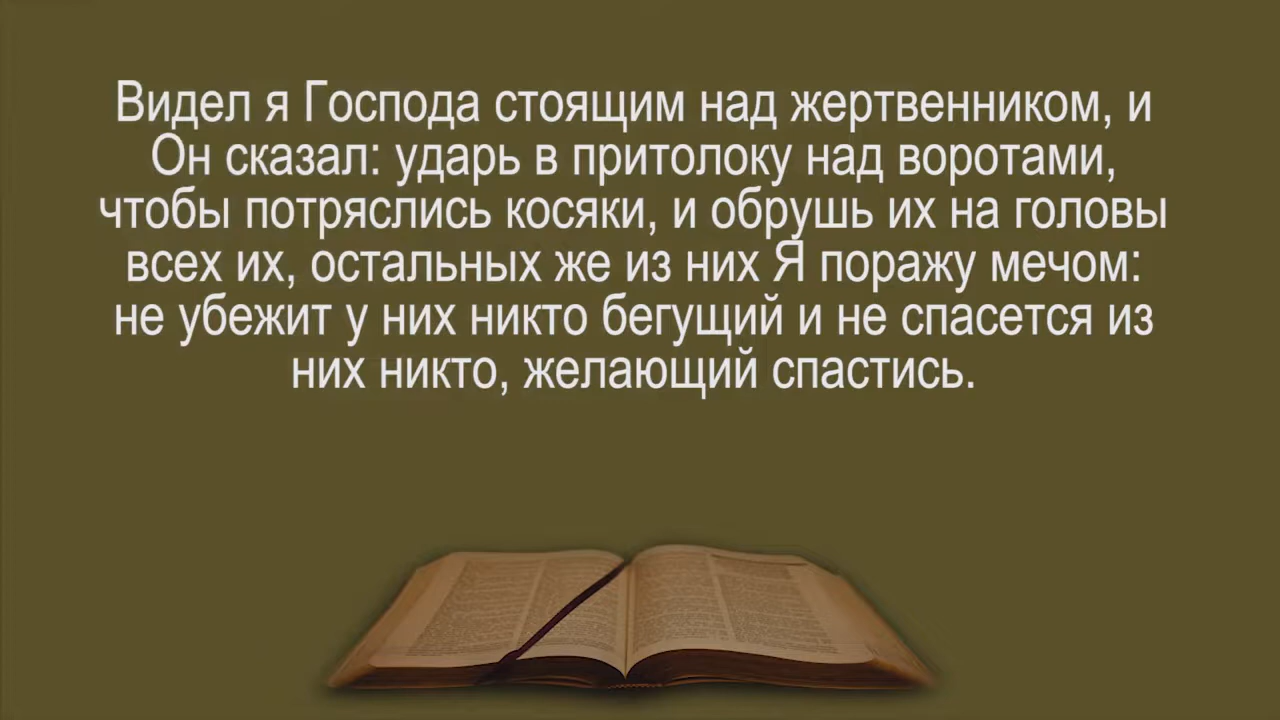 Видел я Господа стоящим над жертвенником, и
Он сказал: ударь в притолоку над воротами,
чтобы потряслись косяки, и обрушь их на головы
всех их, остальных же из них Я поражу мечом:
не убежит у них никто бегущий и не спасется из
них никто, желающий спастись.